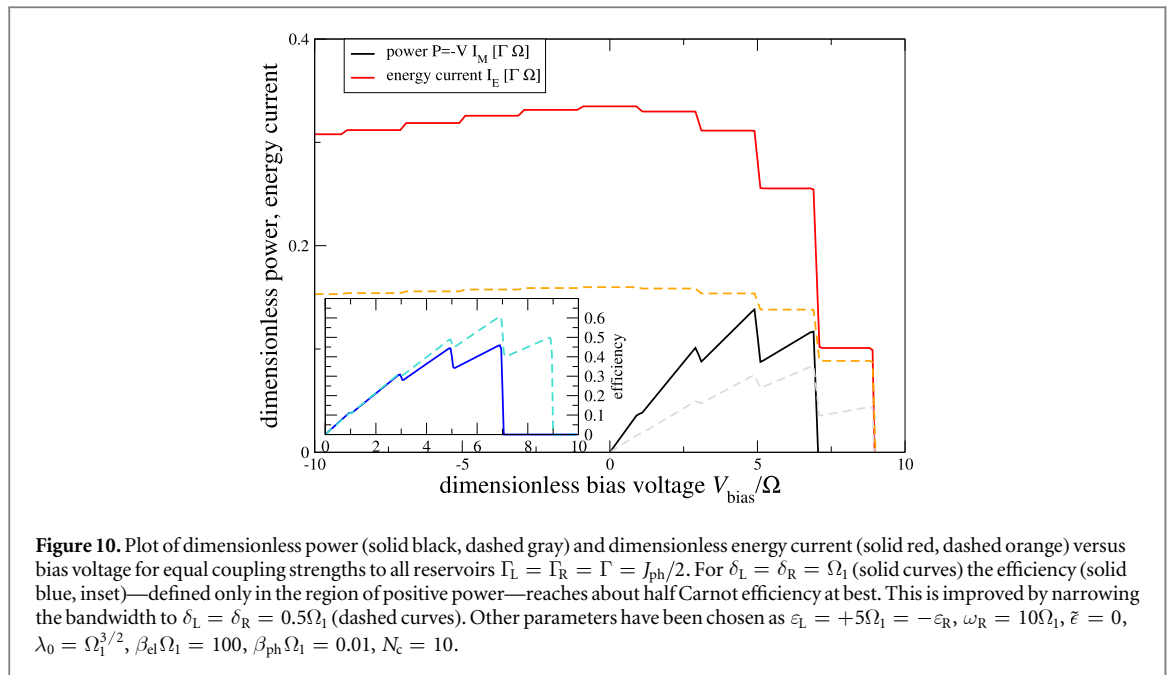 0.4
power P=-V I_M [Γ Ω]
energy current I_E [Γ Ω]
dimensionless power, energy current
0.2
0
0.6
0.5
0.4
0.3
0.2
0.1
0
efficiency
0 2 4 6 8 10
-10 -5 0 5 10
dimensionless bias voltage V_bias/Ω
Figure 10. Plot of dimensionless power (solid black, dashed gray) and dimensionless energy current (solid red, dashed orange) versus
bias voltage for equal coupling strengths to all reservoirs Γ_L = Γ_R = Γ = J_ph/2. For δ_L = δ_R = Ω_1 (solid curves) the efficiency (solid
blue, inset)—defined only in the region of positive power—reaches about half Carnot efficiency at best. This is improved by narrowing
the bandwidth to δ_L = δ_R = 0.5Ω_1 (dashed curves). Other parameters have been chosen as ε_L = +5Ω_1 = −ε_R, ω_R = 10Ω_1, ε̃ = 0,
λ_0 = Ω_1^{3/2}, β_el Ω_1 = 100, β_ph Ω_1 = 0.01, N_c = 10.